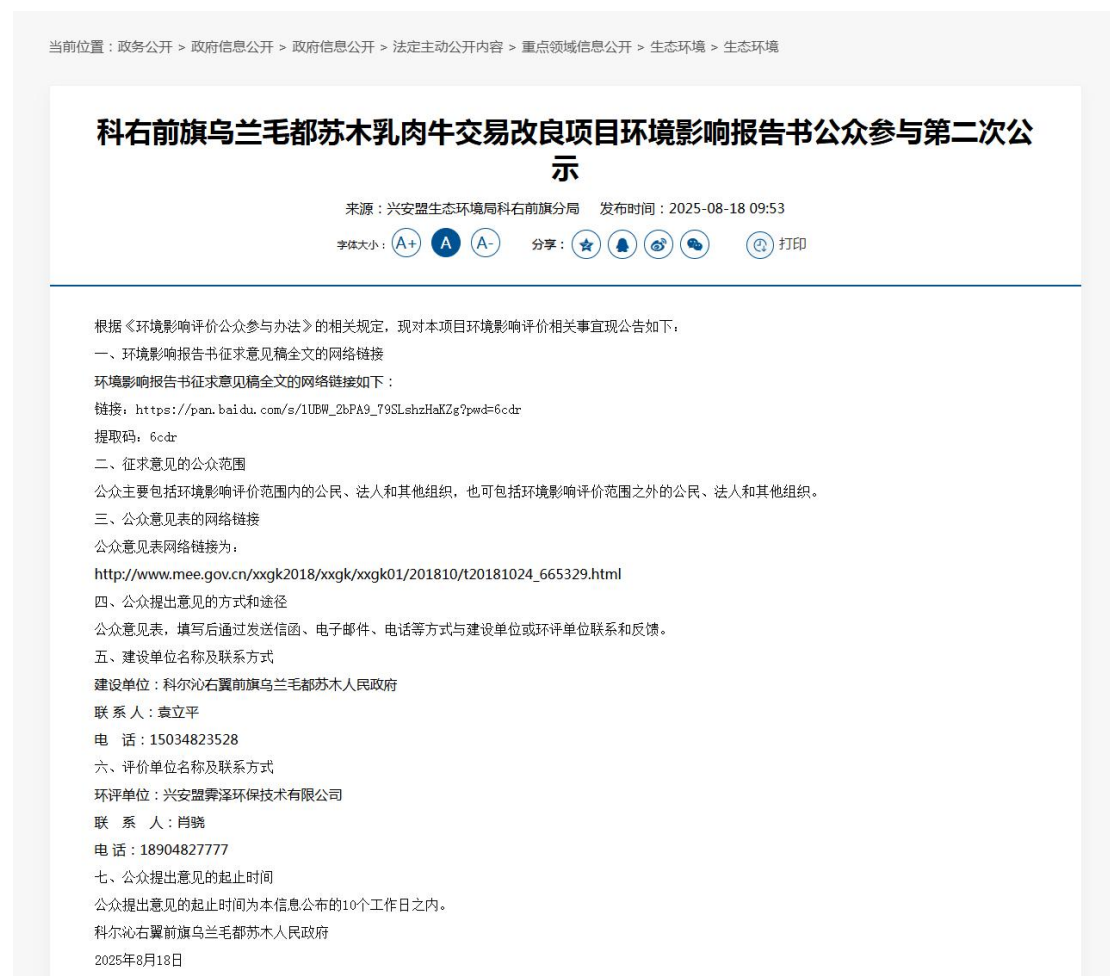 当前位置：政务公开 > 政府信息公开 > 政府信息公开 > 法定主动公开内容 > 重点领域信息公开 > 生态环境 > 生态环境
科右前旗乌兰毛都苏木乳肉牛交易改良项目环境影响报告书公众参与第二次公
示
来源：兴安盟生态环境局科右前旗分局 发布时间：2025-08-18 09:53
字体大小： A+ A A- 分享： 打印
根据《环境影响评价公众参与办法》的相关规定，现对本项目环境影响评价相关事宜现公告如下：
一、环境影响报告书征求意见稿全文的网络链接
环境影响报告书征求意见稿全文的网络链接如下：
链接：https://pan.baidu.com/s/1UBW_2bPA9_79SLshzHaKZg?pwd=6cdr
提取码：6cdr
二、征求意见的公众范围
公众主要包括环境影响评价范围内的公民、法人和其他组织，也可包括环境影响评价范围之外的公民、法人和其他组织。
三、公众意见表的网络链接
公众意见表网络链接为：
http://www.mee.gov.cn/xxgk2018/xxgk/xxgk01/201810/t20181024_665329.html
四、公众提出意见的方式和途径
公众意见表，填写后通过发送信函、电子邮件、电话等方式与建设单位或环评单位联系和反馈。
五、建设单位名称及联系方式
建设单位：科尔沁右翼前旗乌兰毛都苏木人民政府
联 系 人：袁立平
电 话：15034823528
六、评价单位名称及联系方式
环评单位：兴安盟霁泽环保技术有限公司
联 系 人：肖骁
电 话：18904827777
七、公众提出意见的起止时间
公众提出意见的起止时间为本信息公布的10个工作日之内。
科尔沁右翼前旗乌兰毛都苏木人民政府
2025年8月18日